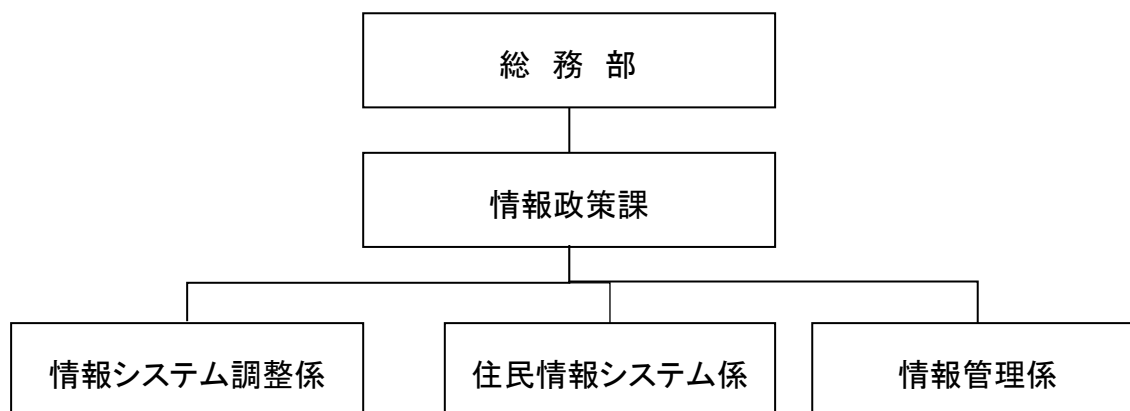 総 務 部
情報政策課
情報システム調整係
住民情報システム係
情報管理係